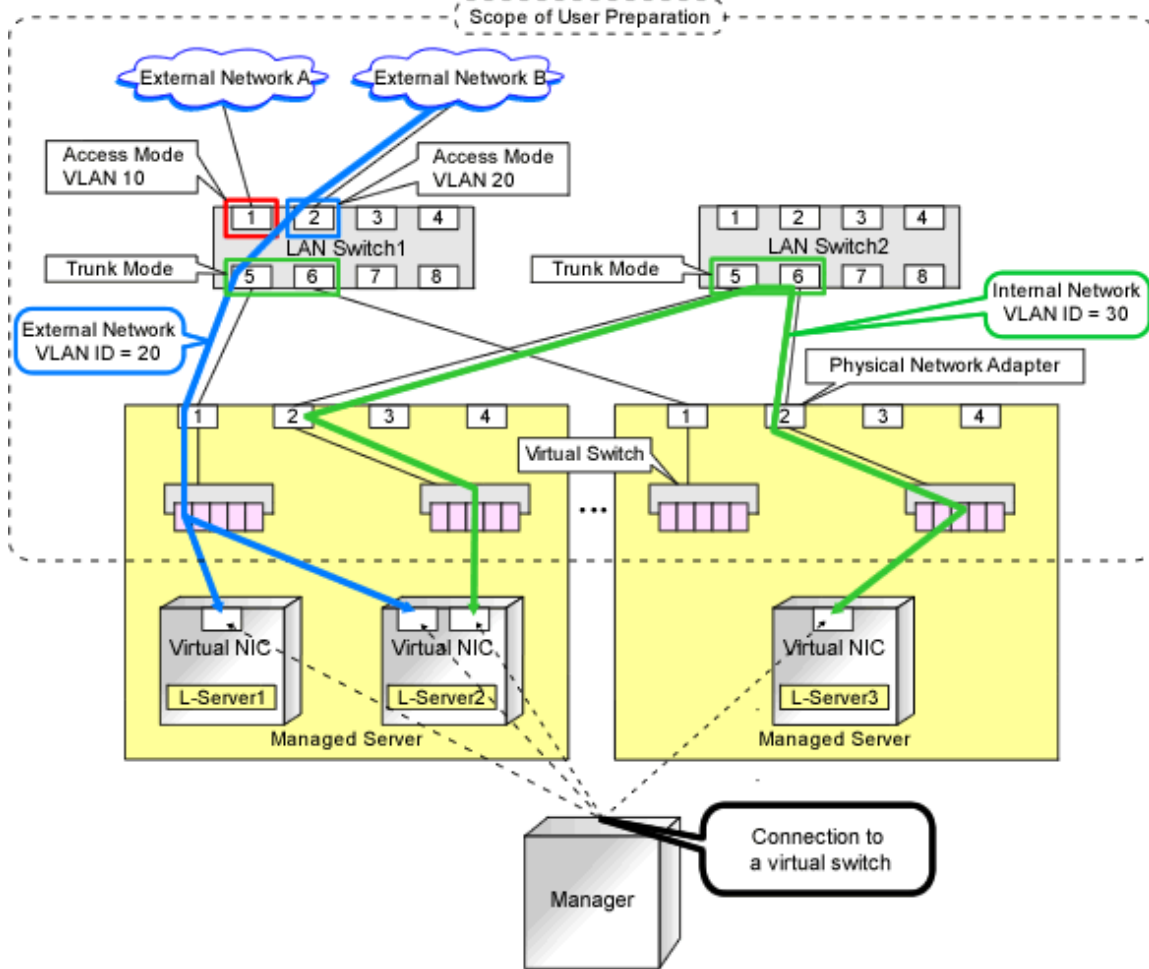 Scope of User Preparation
External Network A
External Network B
Access Mode
VLAN 10
Access Mode
VLAN 20
1 2 3 4
LAN Switch1
5 6 7 8
Trunk Mode
1 2 3 4
LAN Switch2
5 6 7 8
Trunk Mode
External Network
VLAN ID = 20
Internal Network
VLAN ID = 30
Physical Network Adapter
1 2 3 4
1 2 3 4
Virtual Switch
...
Virtual NIC
L-Server1
Virtual NIC
L-Server2
Managed Server
Virtual NIC
L-Server3
Managed Server
Connection to
a virtual switch
Manager